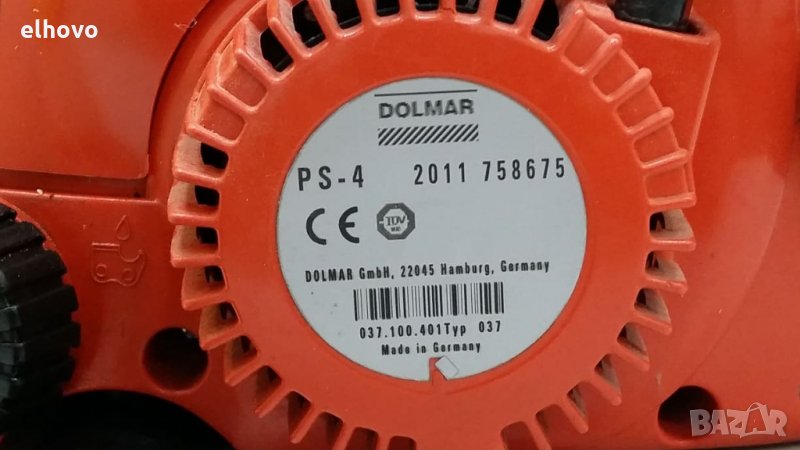 elhovo
DOLMAR
PS-4 2011 758675
CE TÜV
DOLMAR GmbH, 22045 Hamburg, Germany
037.100.401Typ 037
Made in Germany
BAZAR